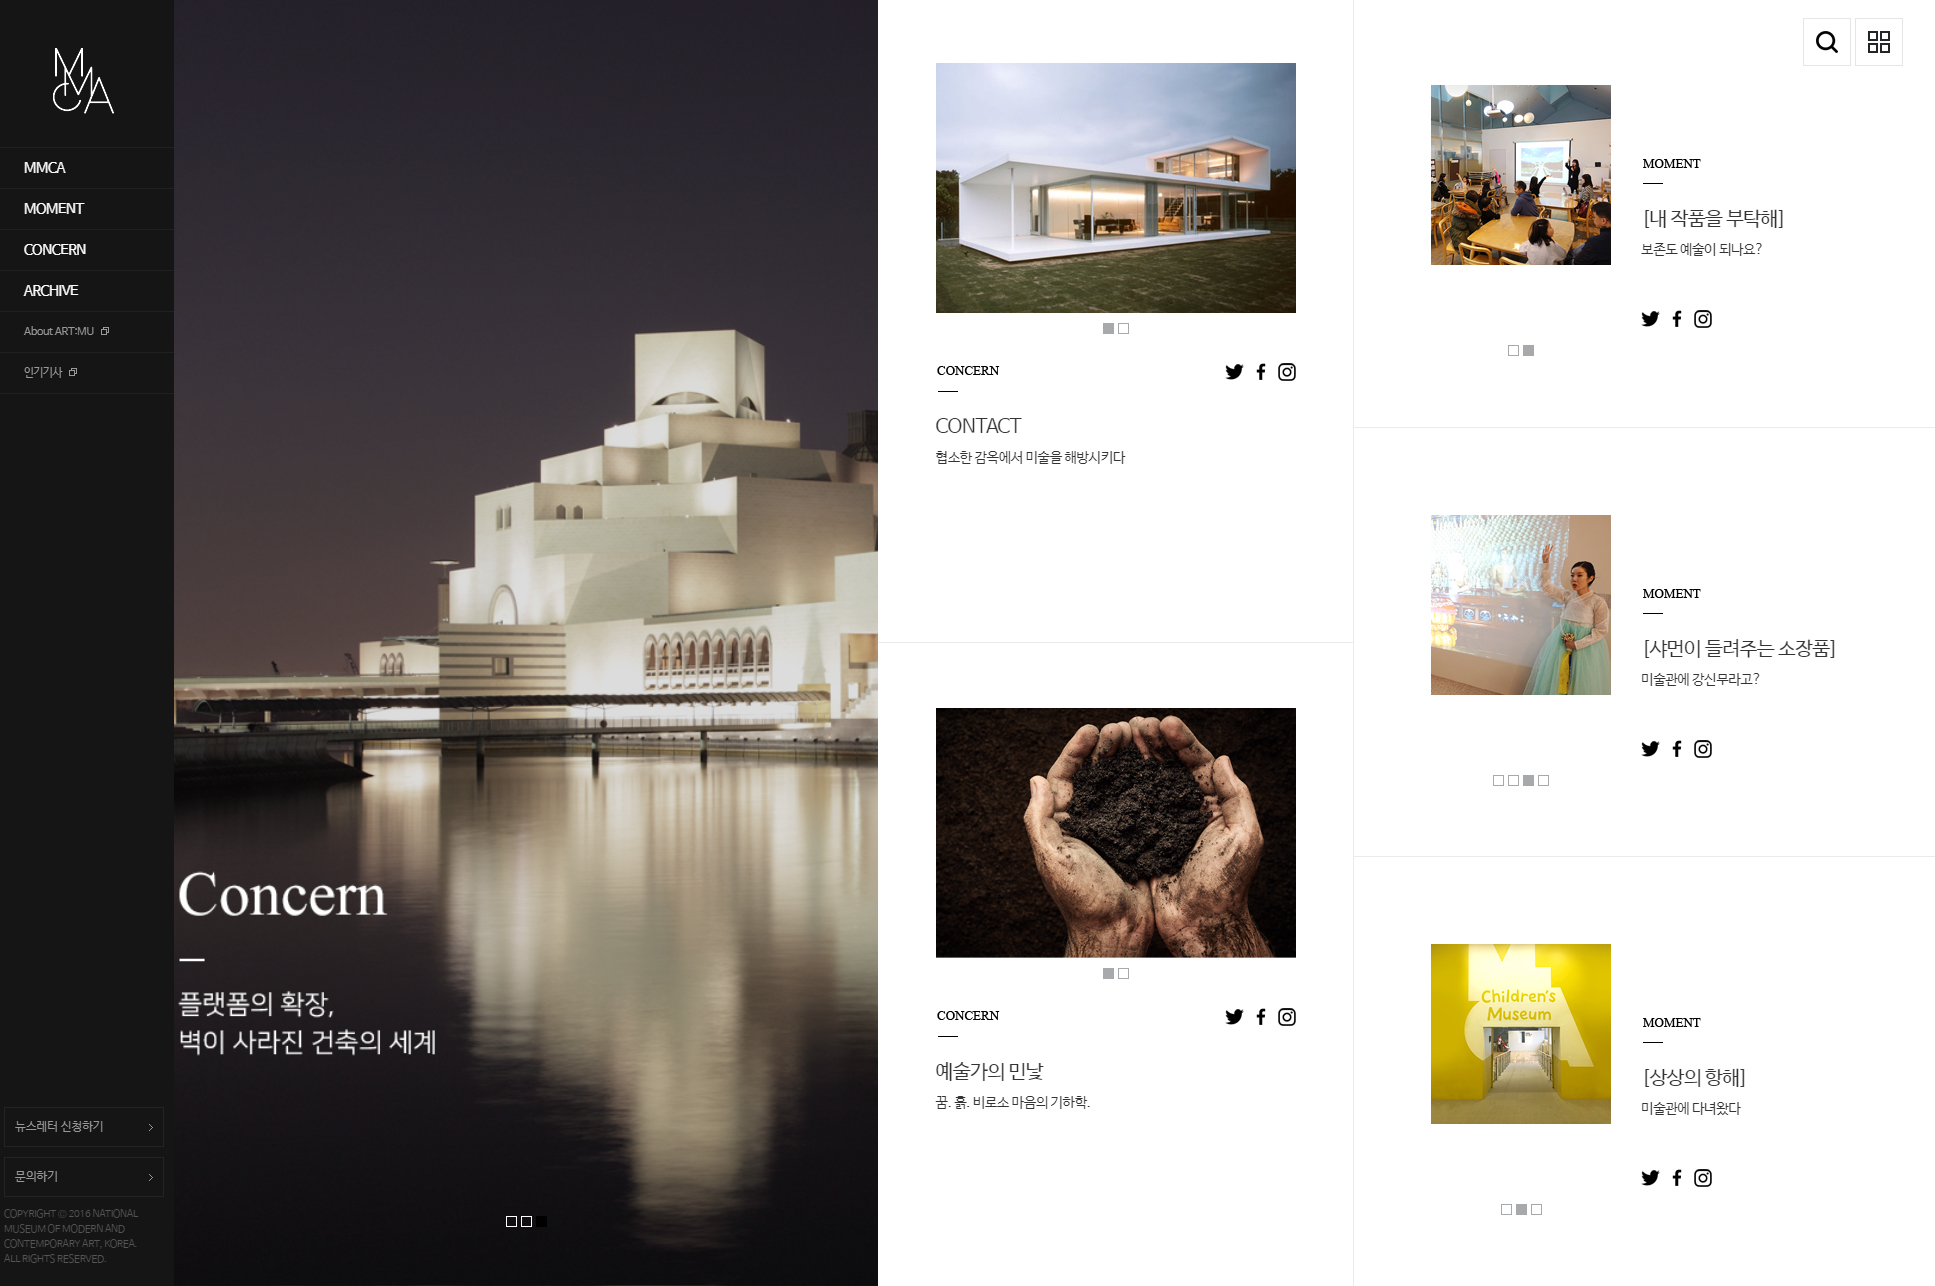 MMCA
MMCA
MOMENT
CONCERN
ARCHIVE
About ART:MU
인기기사
뉴스레터 신청하기
문의하기
COPYRIGHT © 2016 NATIONAL
MUSEUM OF MODERN AND
CONTEMPORARY ART, KOREA.
ALL RIGHTS RESERVED.
Concern
플랫폼의 확장,
벽이 사라진 건축의 세계
CONCERN
CONTACT
협소한 감옥에서 미술을 해방시키다
CONCERN
예술가의 민낯
꿈. 흙. 비로소 마음의 기하학.
MOMENT
[내 작품을 부탁해]
보존도 예술이 되나요?
MOMENT
[샤먼이 들려주는 소장품]
미술관에 강신무라고?
Children's
Museum
MOMENT
[상상의 항해]
미술관에 다녀왔다